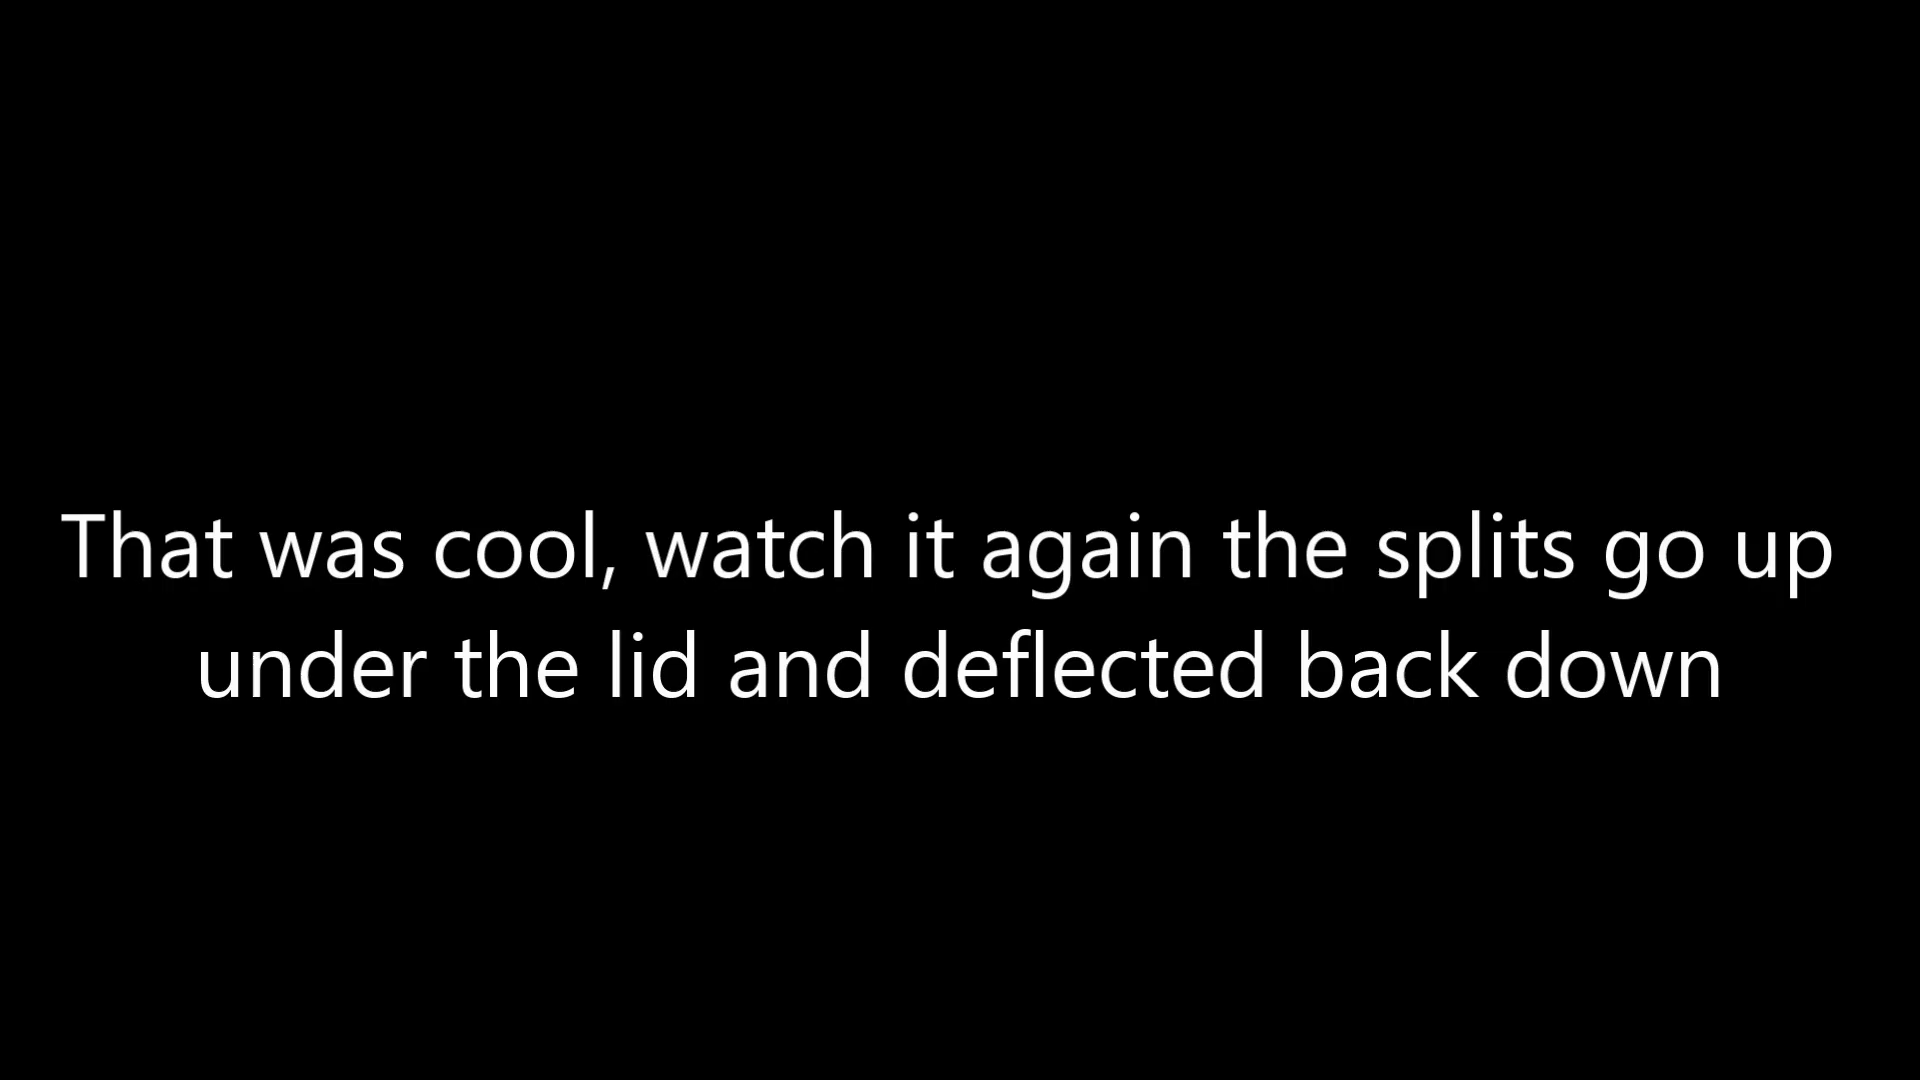 That was cool, watch it again the splits go up
under the lid and deflected back down